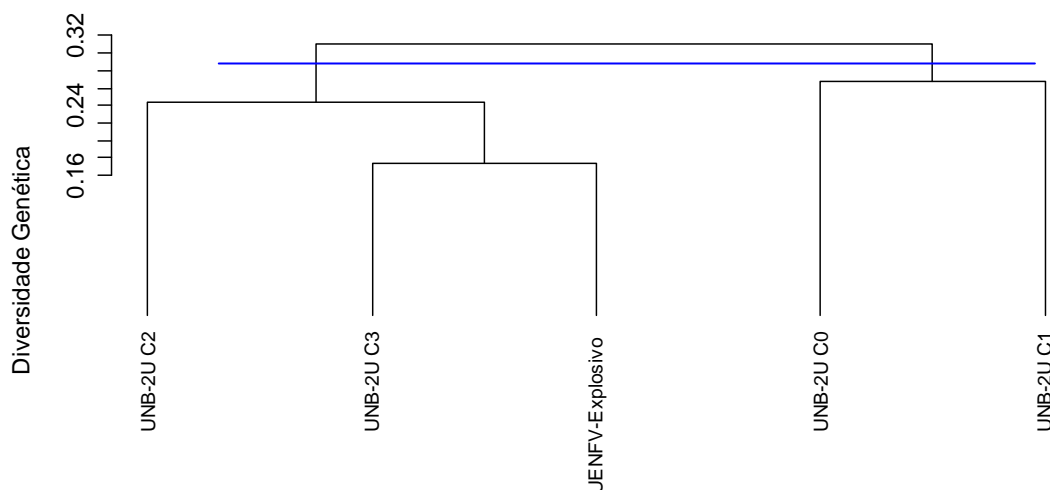 Diversidade Genética
0.32
0.24
0.16
UNB-2U C2
UNB-2U C3
JENFV-Explosivo
UNB-2U C0
UNB-2U C1